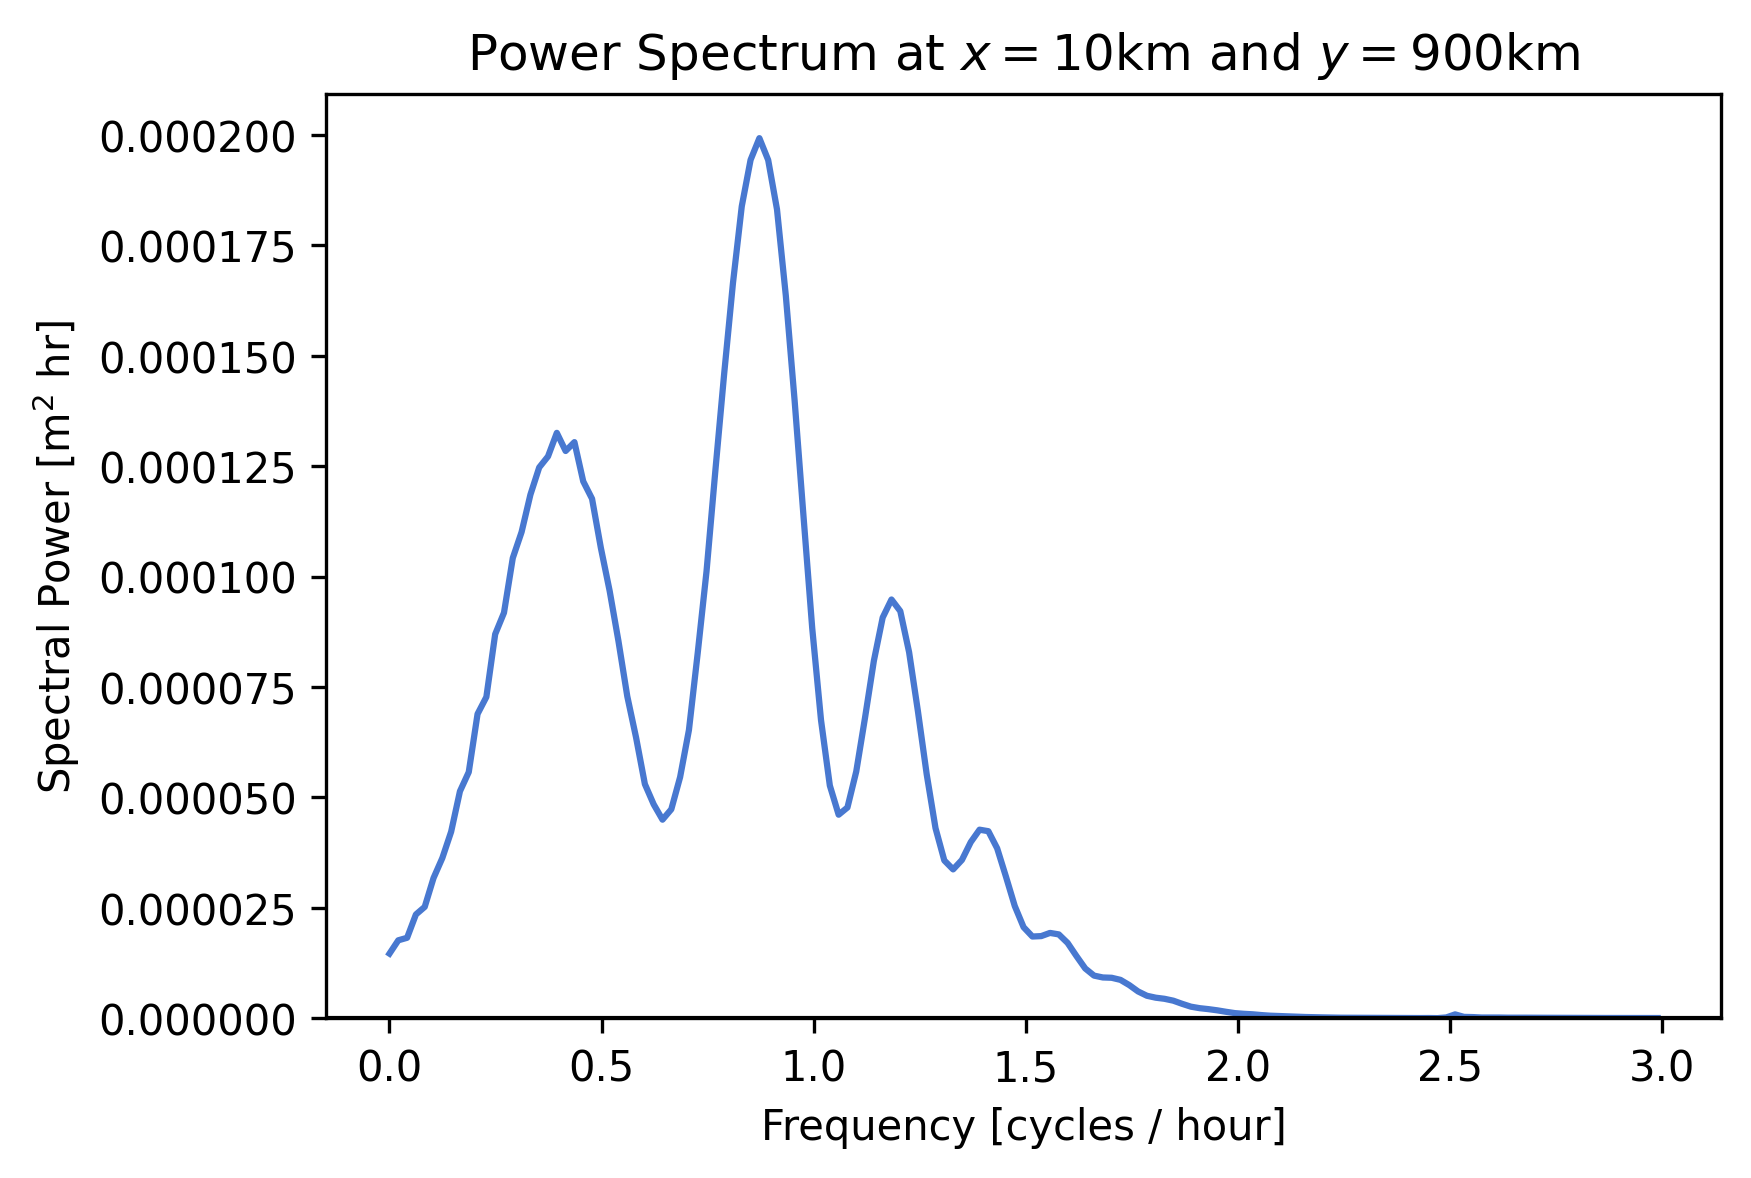 Power Spectrum at x = 10km and y = 900km
0.000200
0.000175
0.000150
0.000125
0.000100
0.000075
0.000050
0.000025
0.000000
Spectral Power [m² hr]
0.0 0.5 1.0 1.5 2.0 2.5 3.0
Frequency [cycles / hour]